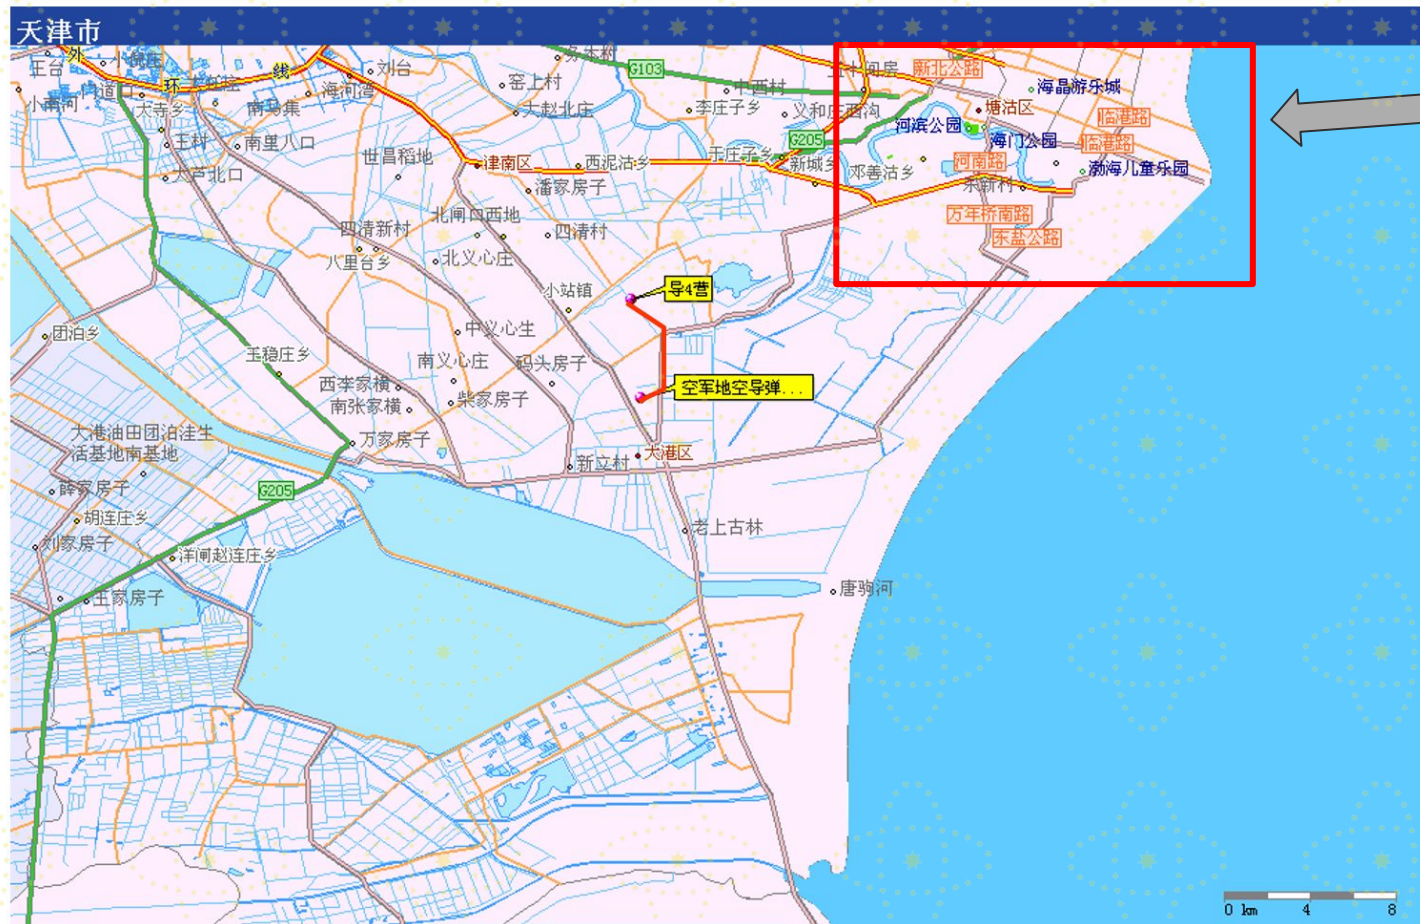 天津市
外
环
线
王台
小南河
大寺乡
王村
大芦北口
南马集
南里八口
刘台
海河湾
窑上村
大赵北庄
务本村
G103
中西村
李庄子乡
义和庄西沟
新北公路
海晶游乐城
塘沽区
临港路
河滨公园
海门公园
临港路
G205
世昌稻地
津南区
西泥沽乡
于庄子乡
新城乡
邓善沽乡
河南路
渤海儿童乐园
东新村
潘家房子
万年桥南路
东盐公路
北闸口西地
四清新村
四清村
八里台乡
北义心庄
小站镇
导4营
团泊乡
中义心生
王稳庄乡
南义心庄
码头房子
西李家横
南张家横
柴家房子
空军地空导弹...
大港油田团泊洼生
活基地南基地
万家房子
新立村
大港区
薛家房子
G205
胡连庄乡
刘家房子
洋闸赵连庄乡
老上古林
王家房子
唐驹河
0 km 4 8